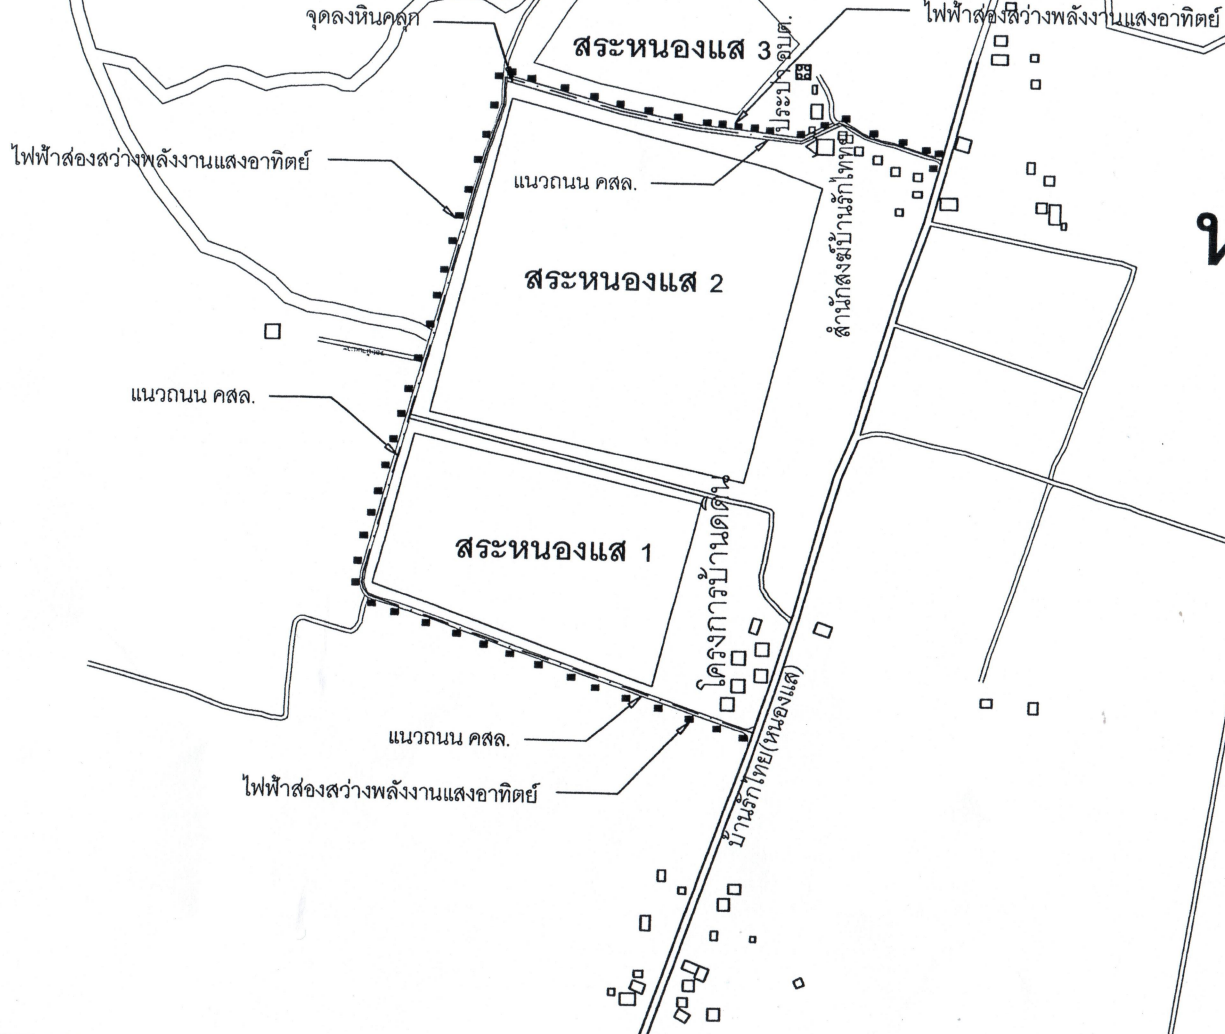 จุดลงหินคลุก
ไฟฟ้าส่องสว่างพลังงานแสงอาทิตย์
สระหนองแส 3
ประปา อบต.
ไฟฟ้าส่องสว่างพลังงานแสงอาทิตย์
แนวถนน คสล.
สำนักสงฆ์บ้านรักไทย
สระหนองแส 2
แนวถนน คสล.
สระหนองแส 1
โครงการบ้านดิน
แนวถนน คสล.
ไฟฟ้าส่องสว่างพลังงานแสงอาทิตย์
บ้านรักไทย(หนองแส)